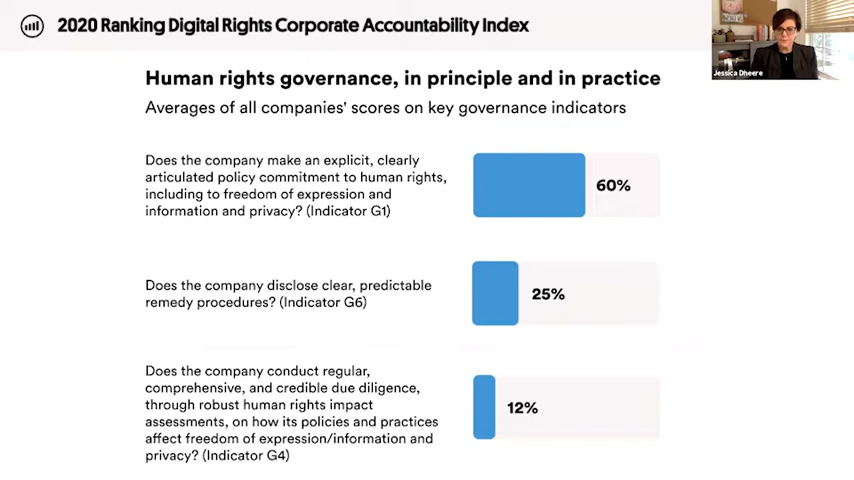 2020 Ranking Digital Rights Corporate Accountability Index
Jessica Dheere
Human rights governance, in principle and in practice
Averages of all companies' scores on key governance indicators
Does the company make an explicit, clearly
articulated policy commitment to human rights,
including to freedom of expression and
information and privacy? (Indicator G1)
60%
Does the company disclose clear, predictable
remedy procedures? (Indicator G6)
25%
Does the company conduct regular,
comprehensive, and credible due diligence,
through robust human rights impact
assessments, on how its policies and practices
affect freedom of expression/information and
privacy? (Indicator G4)
12%